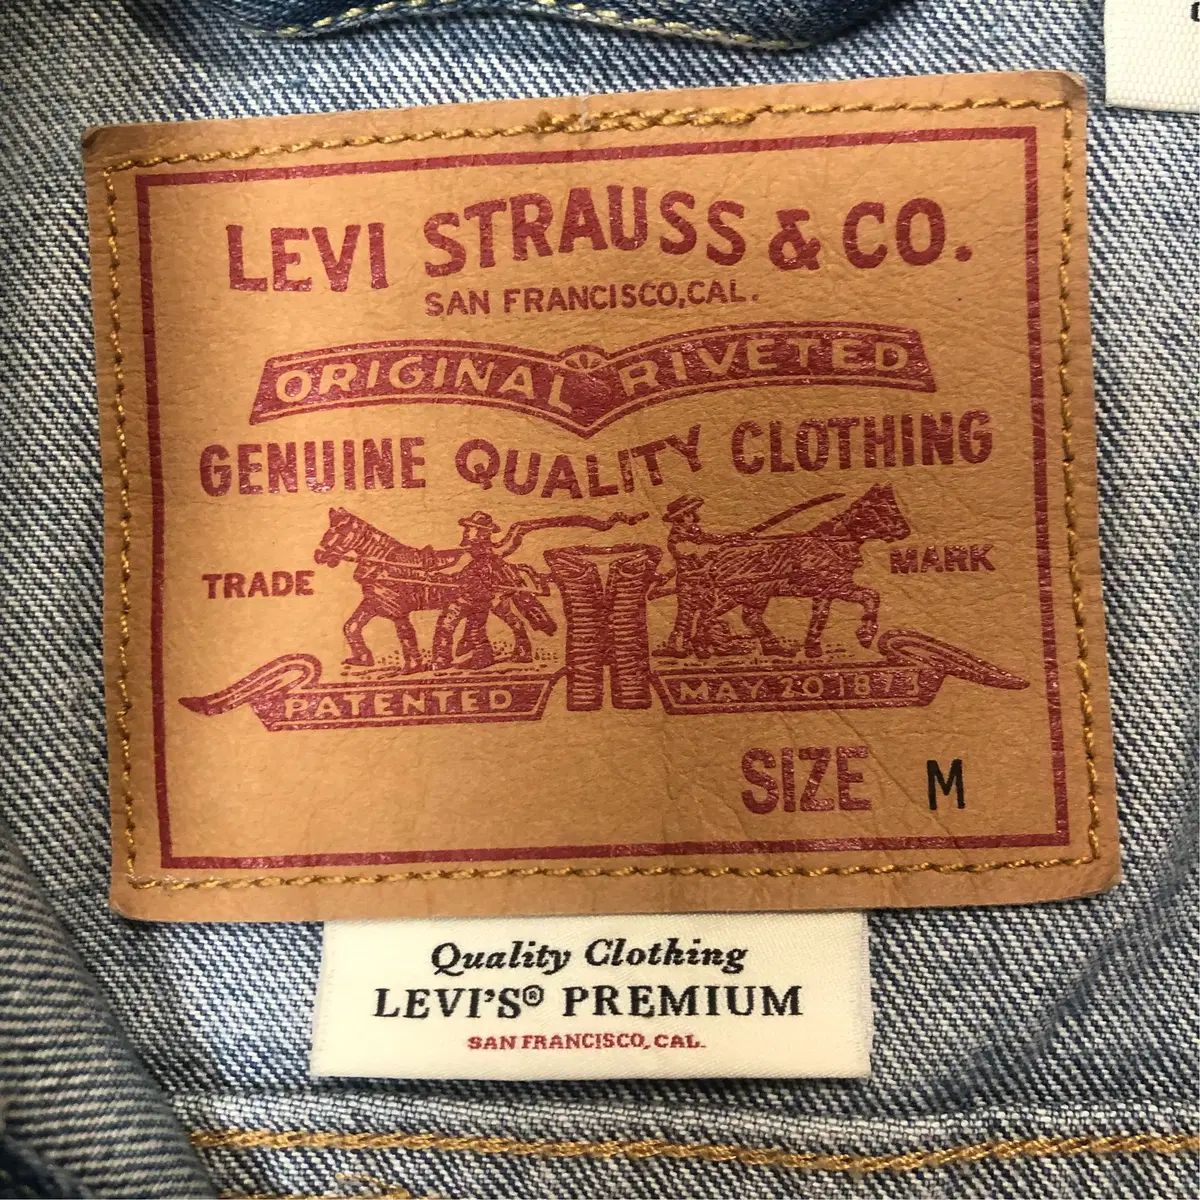 LEVI STRAUSS & CO.
SAN FRANCISCO, CAL.
ORIGINAL RIVETED
GENUINE QUALITY CLOTHING
TRADE MARK
PATENTED MAY 20 1873
SIZE M
Quality Clothing
LEVI'S® PREMIUM
SAN FRANCISCO, CAL.